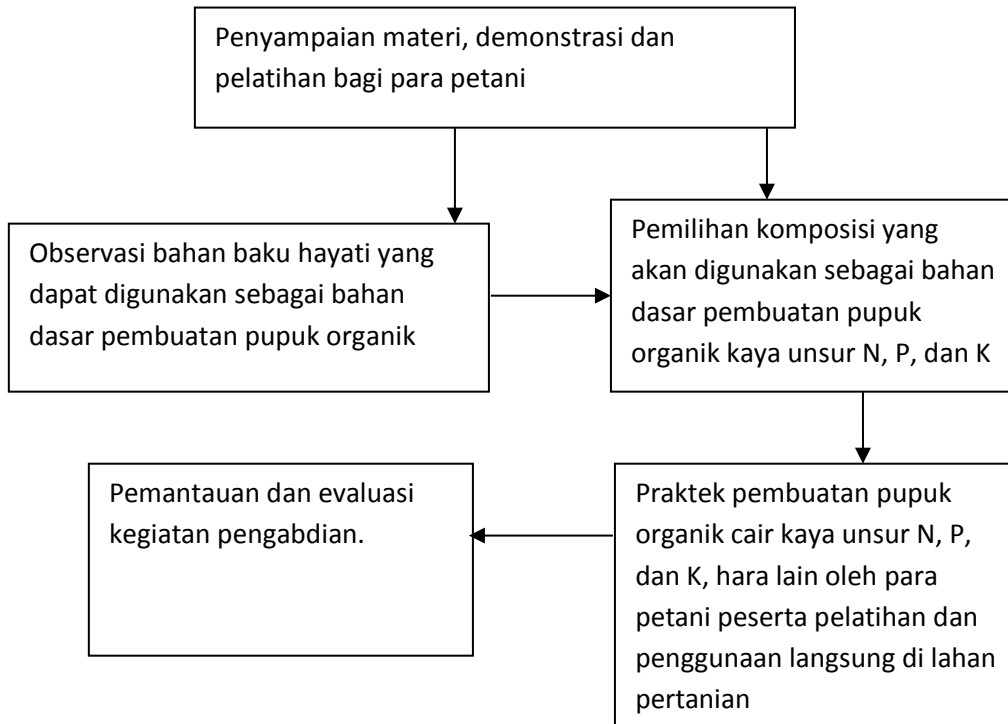 Penyampaian materi, demonstrasi dan
pelatihan bagi para petani
Observasi bahan baku hayati yang
dapat digunakan sebagai bahan
dasar pembuatan pupuk organik
Pemilihan komposisi yang
akan digunakan sebagai bahan
dasar pembuatan pupuk
organik kaya unsur N, P, dan K
Praktek pembuatan pupuk
organik cair kaya unsur N, P,
dan K, hara lain oleh para
petani peserta pelatihan dan
penggunaan langsung di lahan
pertanian
Pemantauan dan evaluasi
kegiatan pengabdian.